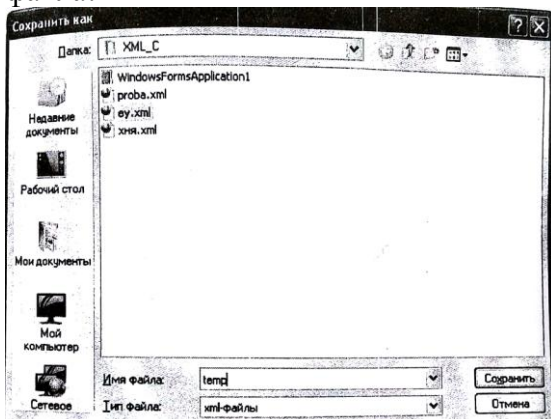 Сохранить как
Папка:
XML_C
WindowsFormsApplication1
proba.xml
ey.xml
хня.xml
Недавние
документы
Рабочий стол
Мои документы
Мой
компьютер
Сетевое
Имя файла:
temp
Сохранить
Тип файла:
xml-файлы
Отмена